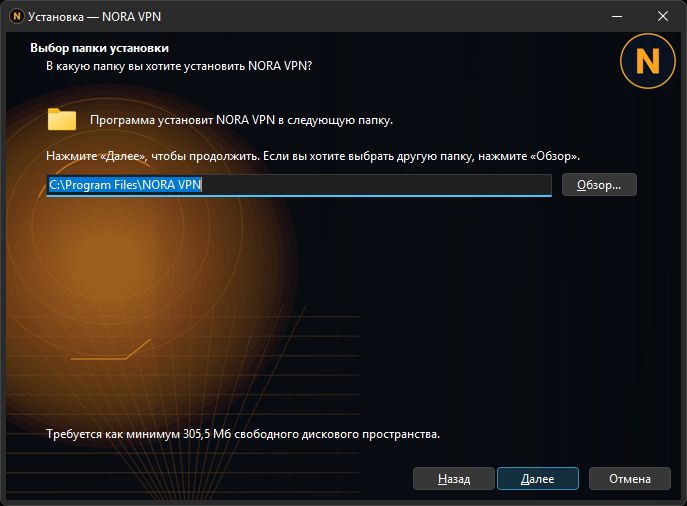 N Установка — NORA VPN
Выбор папки установки
В какую папку вы хотите установить NORA VPN?
N
Программа установит NORA VPN в следующую папку.
Нажмите «Далее», чтобы продолжить. Если вы хотите выбрать другую папку, нажмите «Обзор».
C:\Program Files\NORA VPN
Обзор...
Требуется как минимум 305,5 Мб свободного дискового пространства.
Назад Далее Отмена